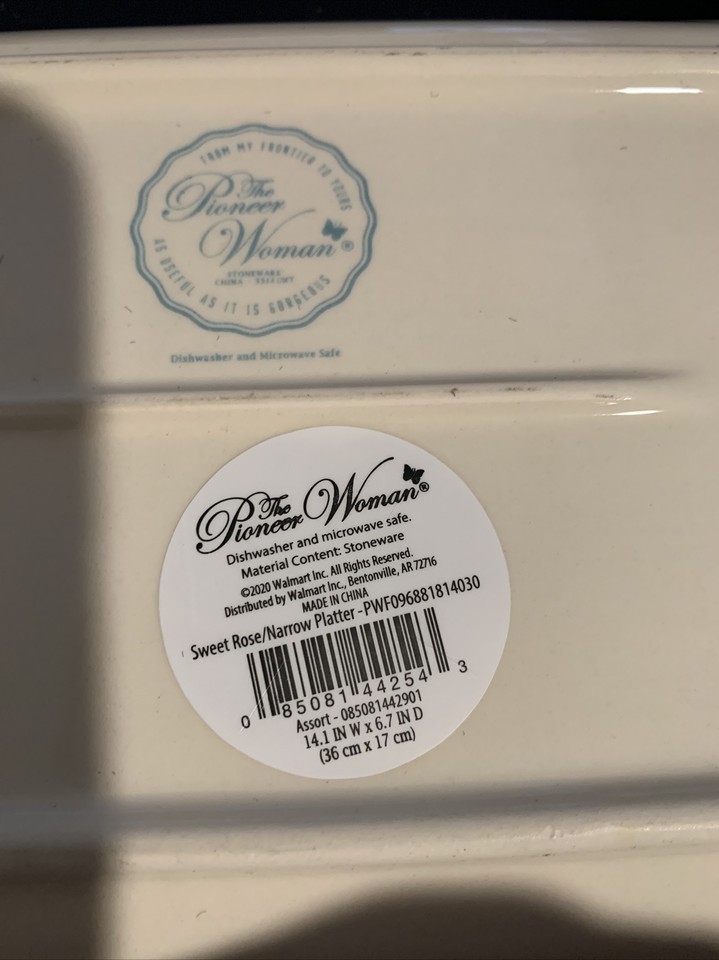 FROM MY FRONTIER TO YOURS
The
Pioneer
Woman®
STONEWARE
AS USEFUL AS IT IS GORGEOUS
Dishwasher and Microwave Safe
The
Pioneer Woman®
Dishwasher and microwave safe.
Material Content: Stoneware
©2020 Walmart Inc. All Rights Reserved.
Distributed by Walmart Inc., Bentonville, AR 72716
MADE IN CHINA
Sweet Rose/Narrow Platter - PWF096881814030
0 85081 44254 3
Assort - 085081442901
14.1 IN W x 6.7 IN D
(36 cm x 17 cm)